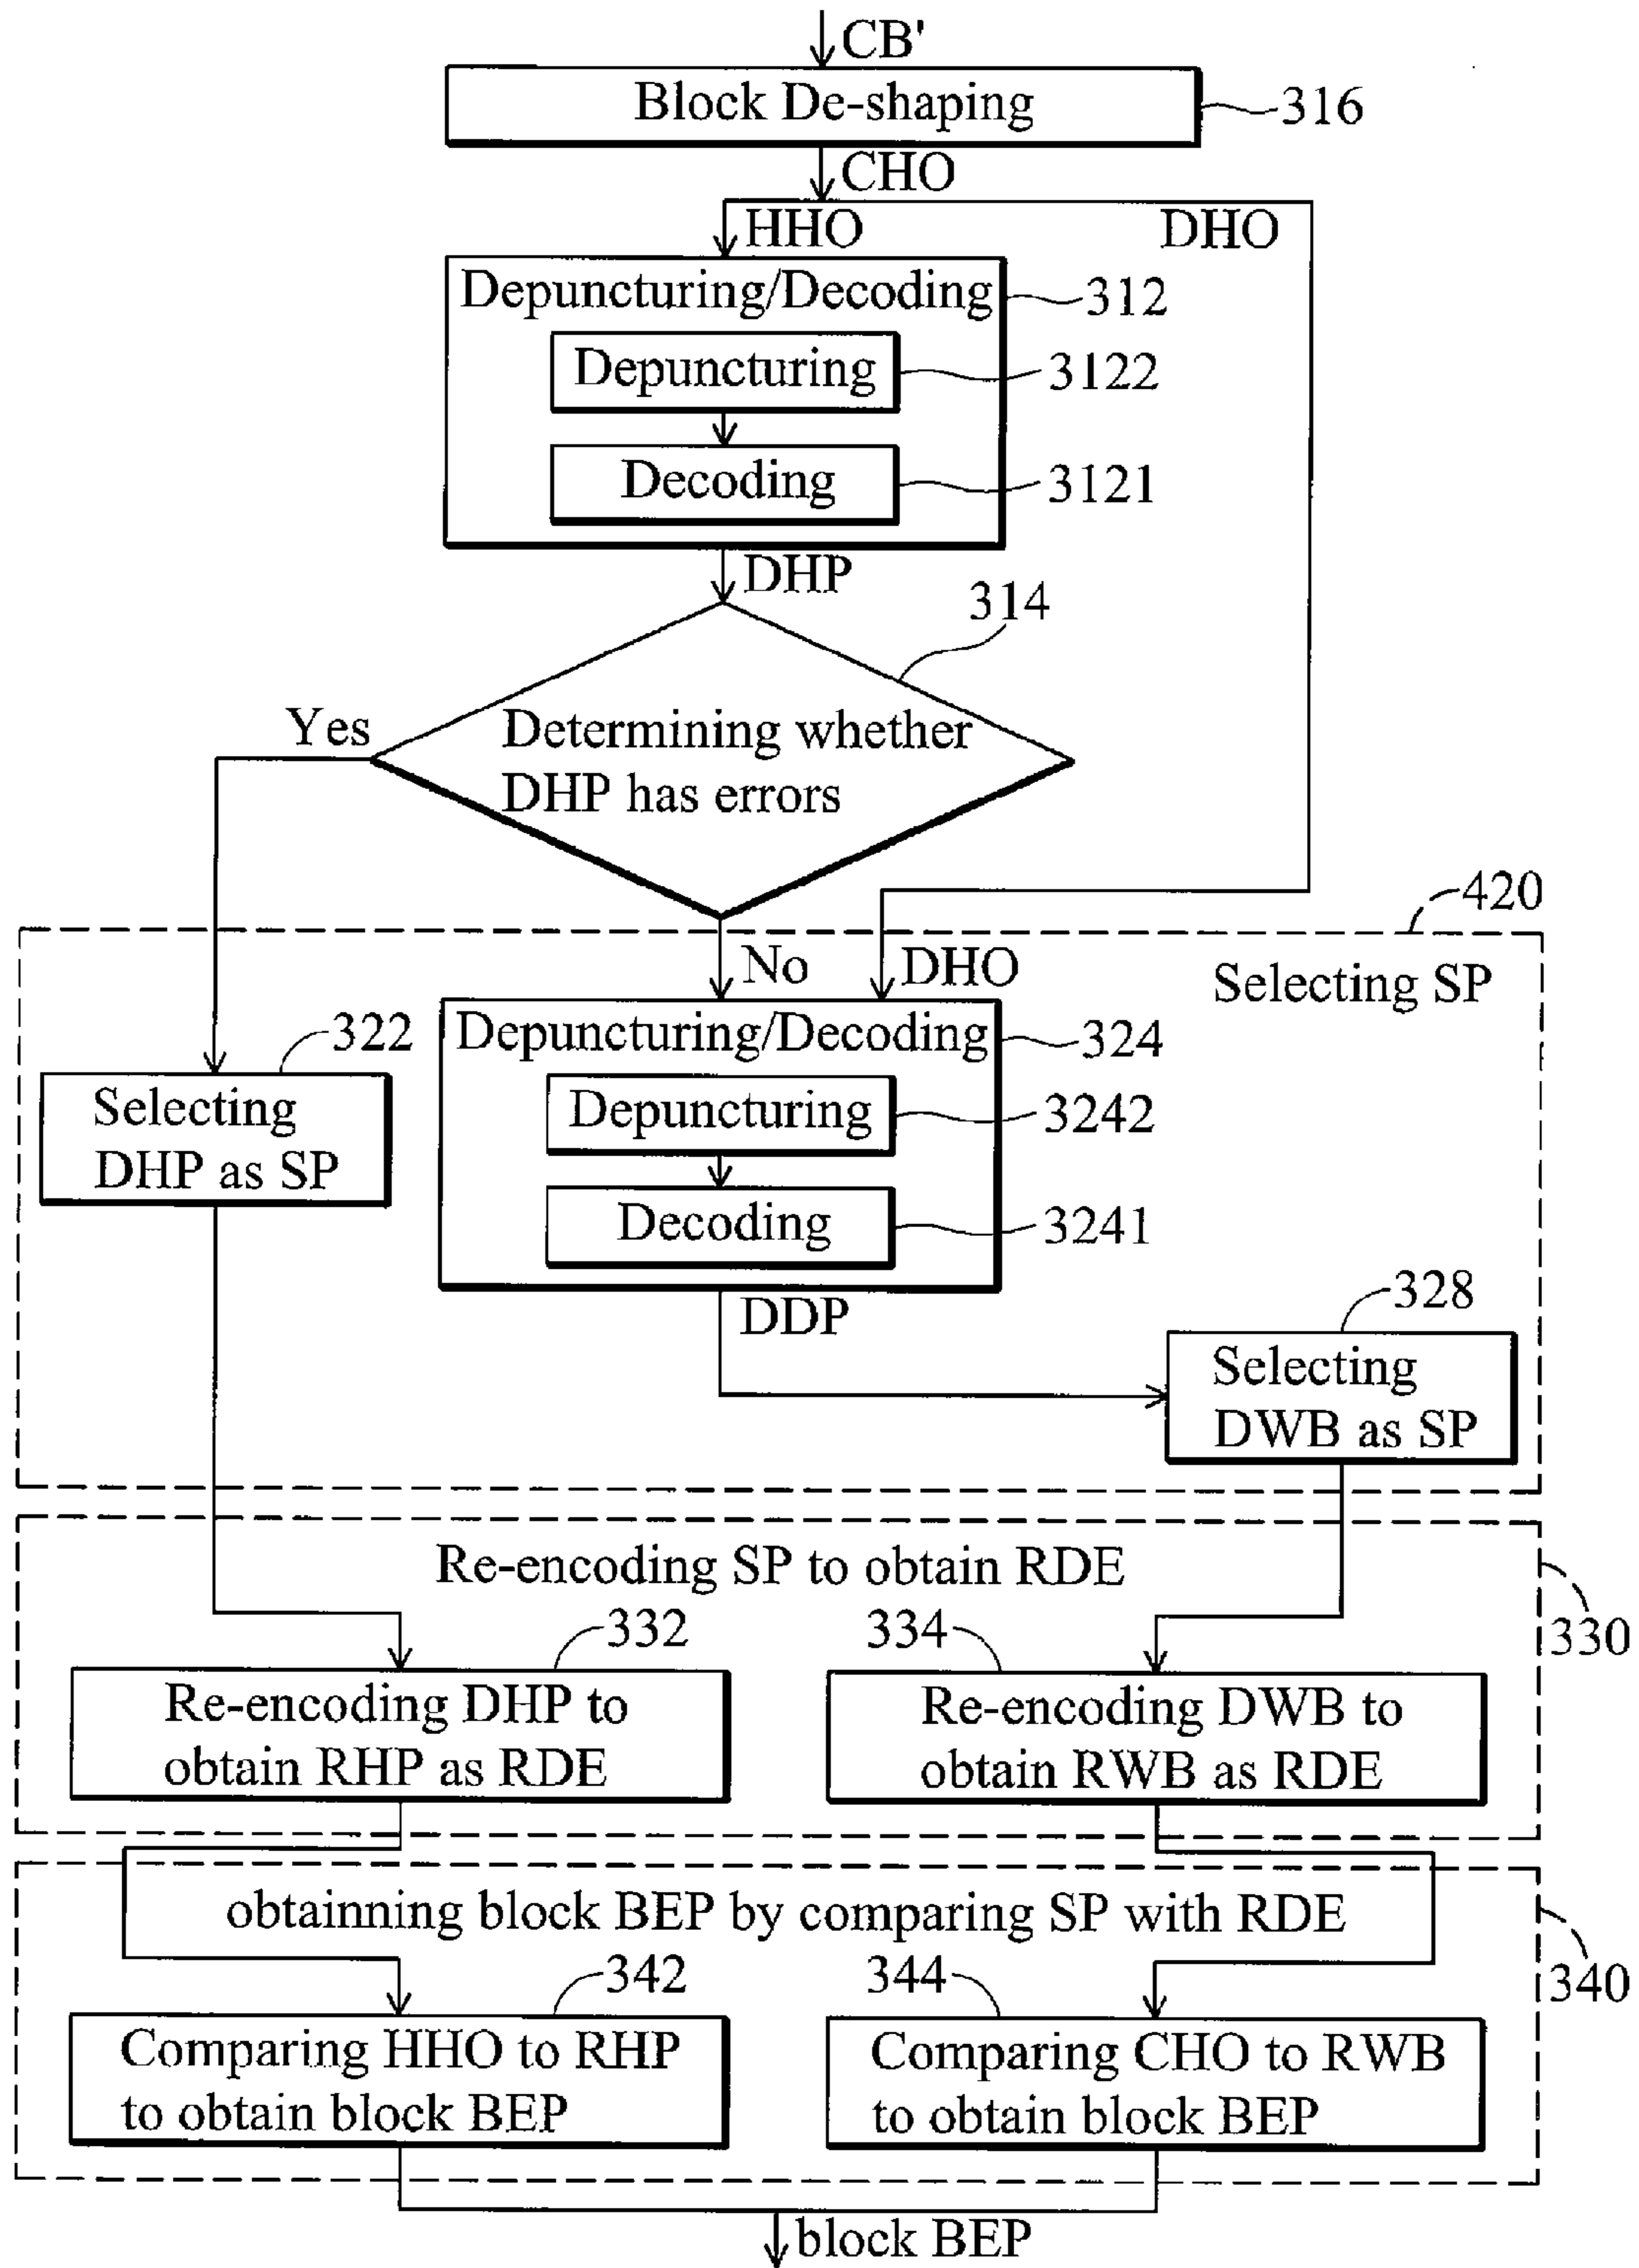 CB'
Block De-shaping
316
CHO
HHO
DHO
Depuncturing/Decoding
312
Depuncturing
3122
Decoding
3121
DHP
314
Yes
Determining whether
DHP has errors
420
No
DHO
Selecting SP
322
Depuncturing/Decoding
324
Selecting
DHP as SP
Depuncturing
3242
Decoding
3241
DDP
328
Selecting
DWB as SP
Re-encoding SP to obtain RDE
332
334
330
Re-encoding DHP to
obtain RHP as RDE
Re-encoding DWB to
obtain RWB as RDE
obtainning block BEP by comparing SP with RDE
342
344
340
Comparing HHO to RHP
to obtain block BEP
Comparing CHO to RWB
to obtain block BEP
block BEP